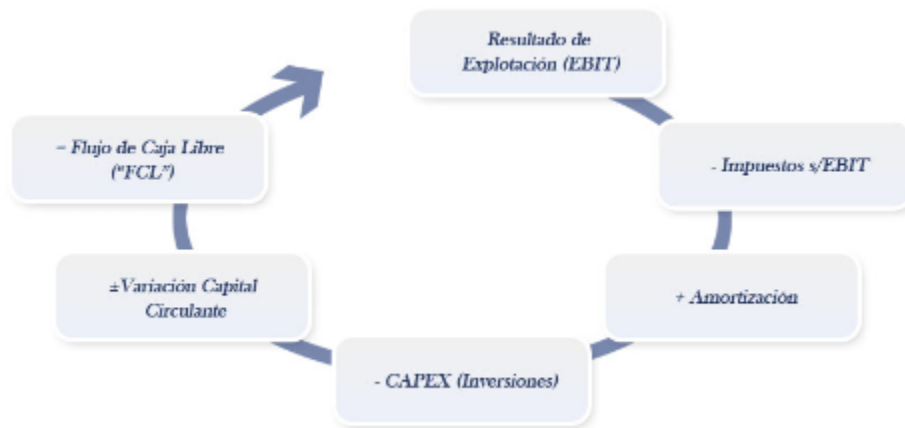 Resultado de
Explotación (EBIT)
- Impuestos s/EBIT
+ Amortización
- CAPEX (Inversiones)
±Variación Capital
Circulante
= Flujo de Caja Libre
("FCL")